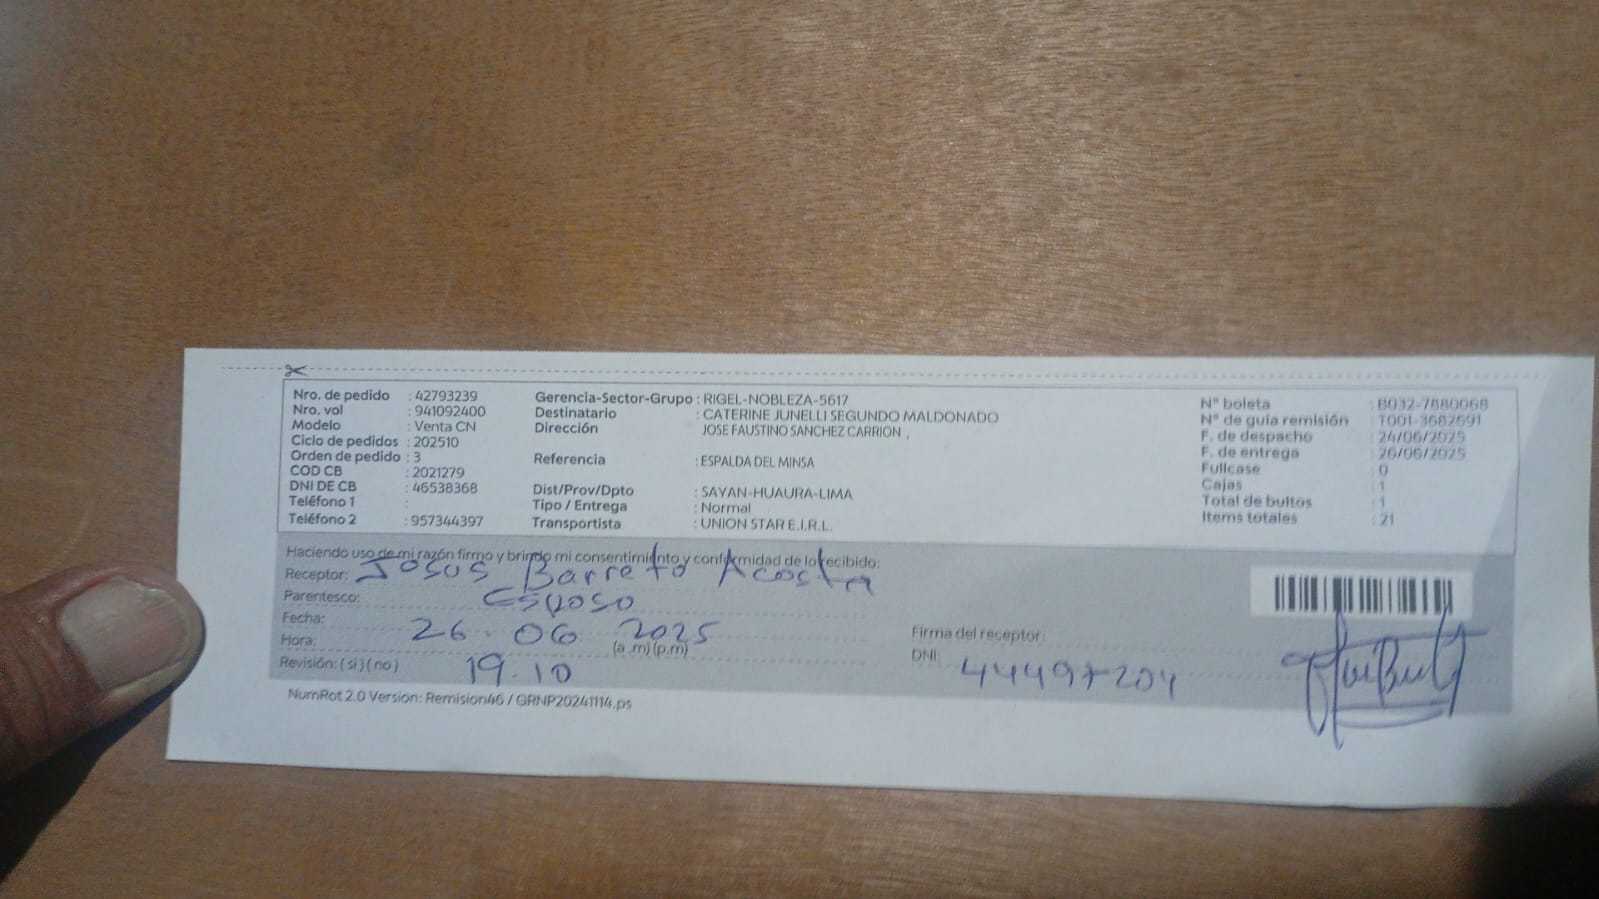 Nro. de pedido : 42793239
Nro. vol : 941092400
Modelo : Venta CN
Ciclo de pedidos : 202510
Orden de pedido : 3
COD CB : 2021279
DNI DE CB : 46538368
Teléfono 1 :
Teléfono 2 : 957344397
Gerencia-Sector-Grupo : RIGEL-NOBLEZA-5617
Destinatario : CATERINE JUNELLI SEGUNDO MALDONADO
Dirección JOSE FAUSTINO SANCHEZ CARRION ,
Referencia : ESPALDA DEL MINSA
Dist/Prov/Dpto : SAYAN-HUAURA-LIMA
Tipo / Entrega : Normal
Transportista : UNION STAR E.I.R.L.
N° boleta : B032-7880068
N° de guia remisión : T001-3682691
F. de despacho : 24/06/2025
F. de entrega : 26/06/2025
Fullcase : 0
Cajas : 1
Total de bultos : 1
Items totales : 21
Haciendo uso de mi razón firmo y brindo mi consentimiento y conformidad de lo recibido:
Receptor: Josus Barreto Acosta
Parentesco: esposo
Fecha: 26 - 06 2025
Hora: (a .m) (p.m)
Revisión: ( si ) ( no ) 19.10
Firma del receptor:
DNI: 44497204
NumRot 2.0 Version: Remision46 / GRNP20241114.ps